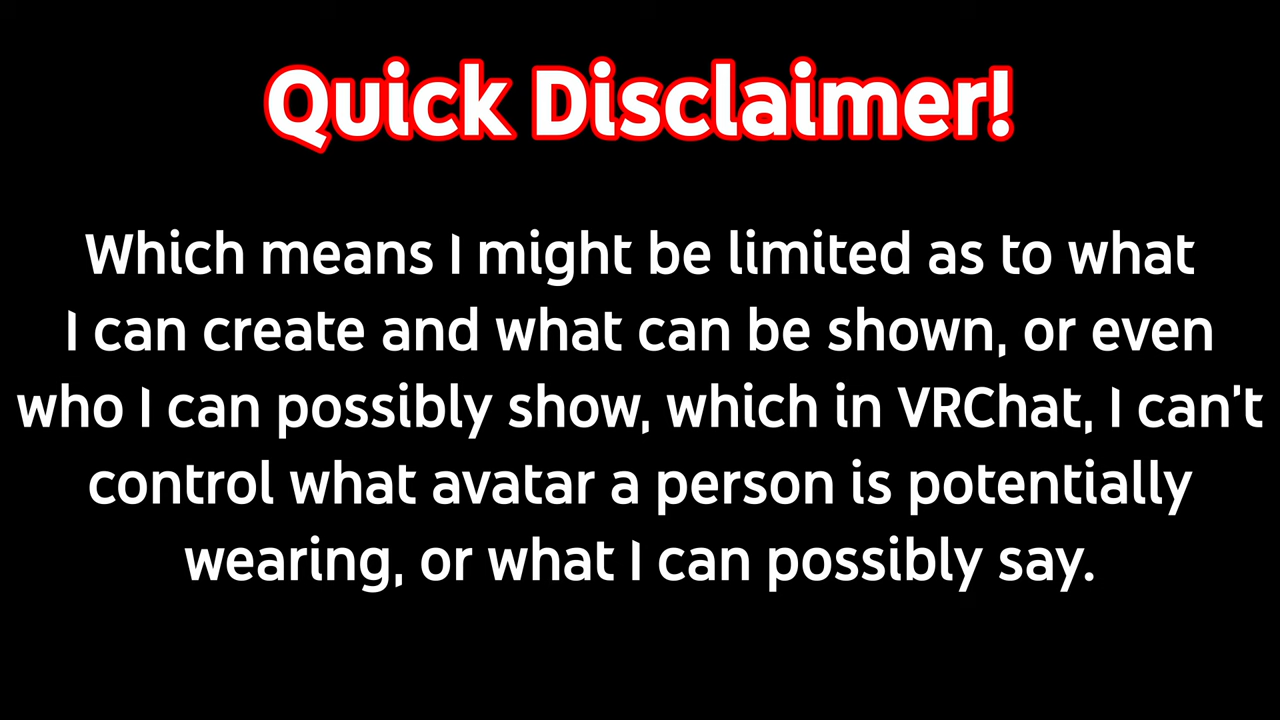 Quick Disclaimer!
Which means I might be limited as to what
I can create and what can be shown, or even
who I can possibly show, which in VRChat, I can't
control what avatar a person is potentially
wearing, or what I can possibly say.